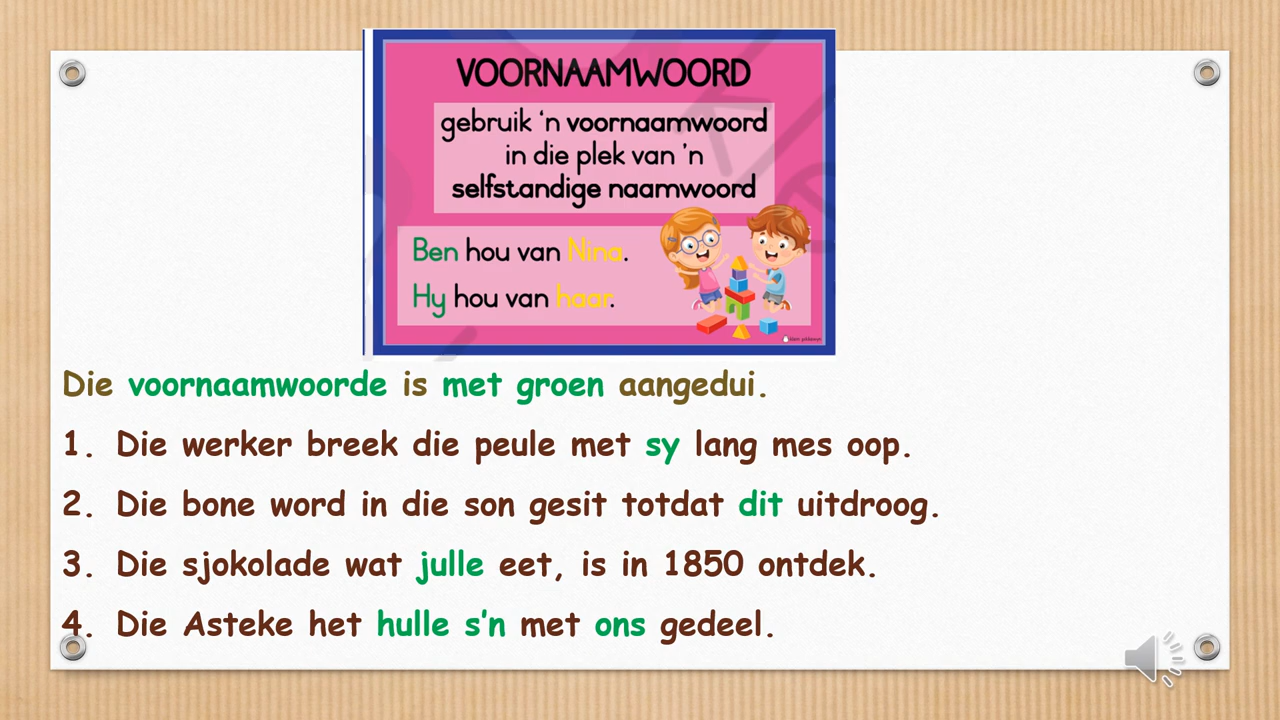 VOORNAAMWOORD
gebruik 'n voornaamwoord
in die plek van 'n
selfstandige naamwoord
Ben hou van Nina.
Hy hou van haar.
Die voornaamwoorde is met groen aangedui.
1. Die werker breek die peule met sy lang mes oop.
2. Die bone word in die son gesit totdat dit uitdroog.
3. Die sjokolade wat julle eet, is in 1850 ontdek.
4. Die Asteke het hulle s'n met ons gedeel.